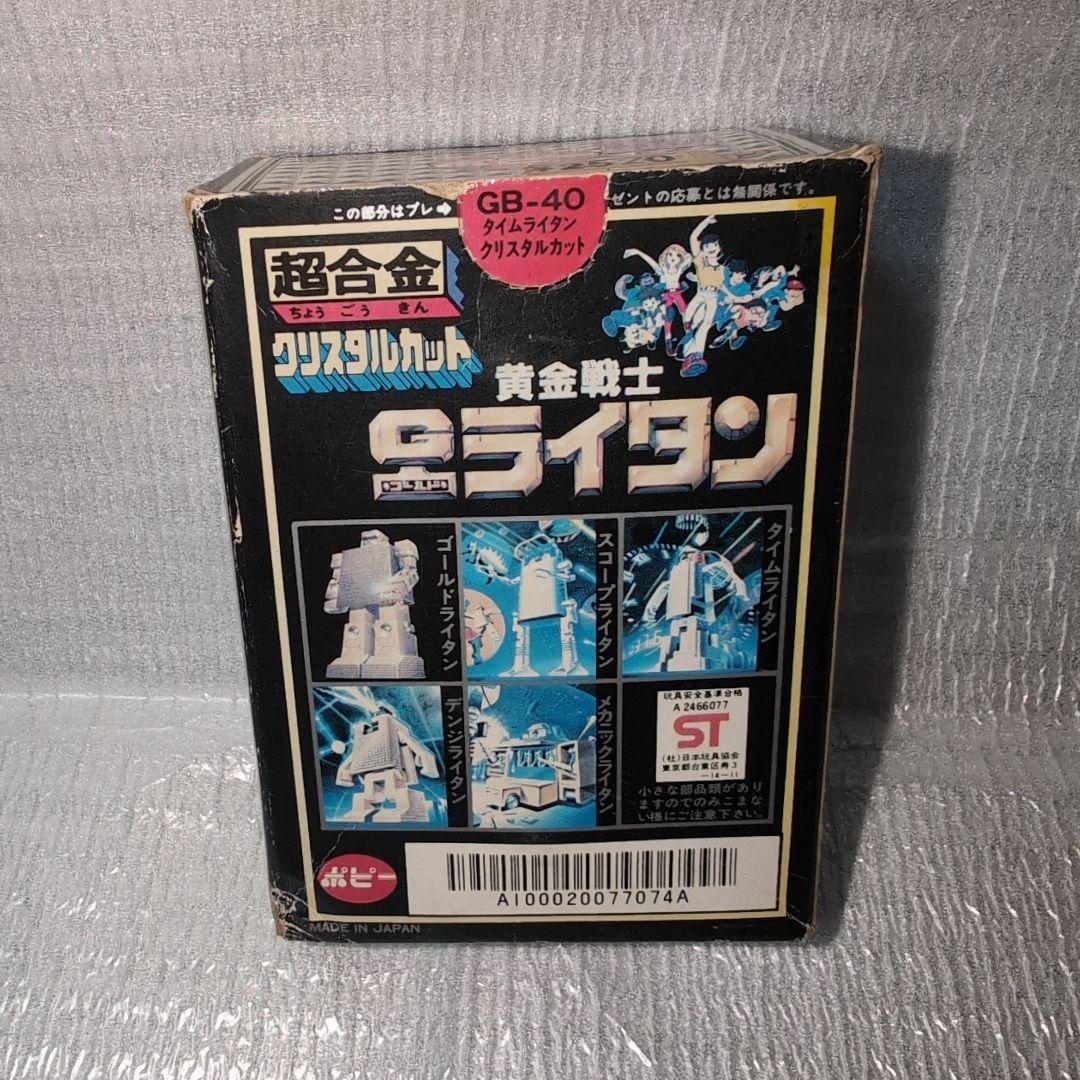 この部分はプレ➡
ゼントの応募とは無関係です。
GB-40
タイムライタン
クリスタルカット
超合金
ちょうごうきん
クリスタルカット
黄金戦士
Gライタン
ゴールド
ゴールドライタン
スコープライタン
タイムライタン
デンジライタン
メカニックライタン
玩具安全基準合格
A 2466077
ST
(社)日本玩具協会
東京都台東区寿3
―14―11
小さな部品類があり
ますのでのみこまな
い様にご注意下さい。
ポピー
A100020077074A
MADE IN JAPAN